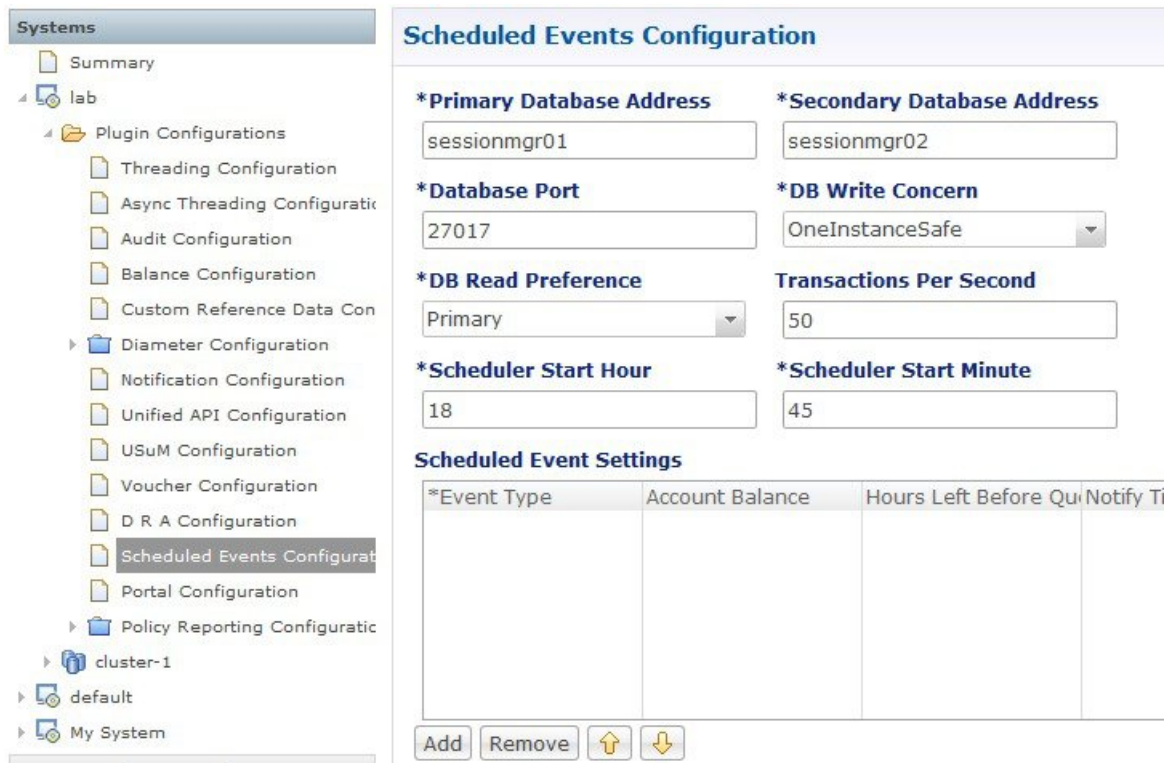 Systems
Summary
lab
Plugin Configurations
Threading Configuration
Async Threading Configuratic
Audit Configuration
Balance Configuration
Custom Reference Data Con
Diameter Configuration
Notification Configuration
Unified API Configuration
USuM Configuration
Voucher Configuration
D R A Configuration
Scheduled Events Configurat
Portal Configuration
Policy Reporting Configuratic
cluster-1
default
My System
Scheduled Events Configuration
*Primary Database Address *Secondary Database Address
sessionmgr01 sessionmgr02
*Database Port *DB Write Concern
27017 OneInstanceSafe
*DB Read Preference Transactions Per Second
Primary 50
*Scheduler Start Hour *Scheduler Start Minute
18 45
Scheduled Event Settings
*Event Type Account Balance Hours Left Before Qu Notify Ti
Add Remove